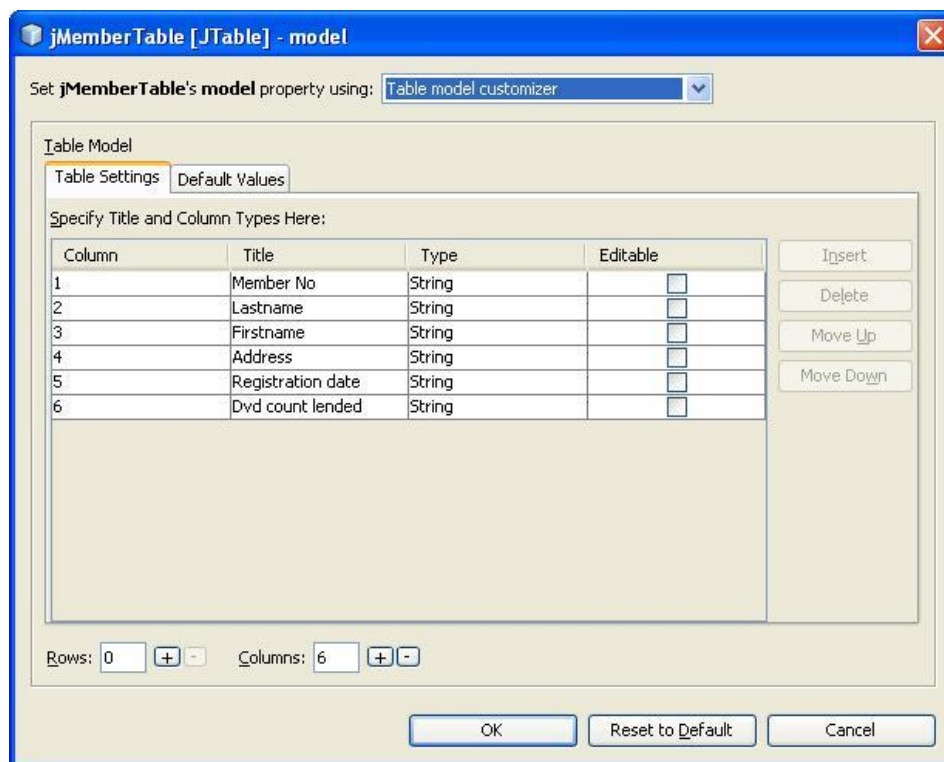 jMemberTable [JTable] - model
Set jMemberTable's model property using: Table model customizer
Table Model
Table Settings Default Values
Specify Title and Column Types Here:
Column Title Type Editable
1 Member No String
2 Lastname String
3 Firstname String
4 Address String
5 Registration date String
6 Dvd count lended String
Insert
Delete
Move Up
Move Down
Rows: 0 + - Columns: 6 + -
OK Reset to Default Cancel